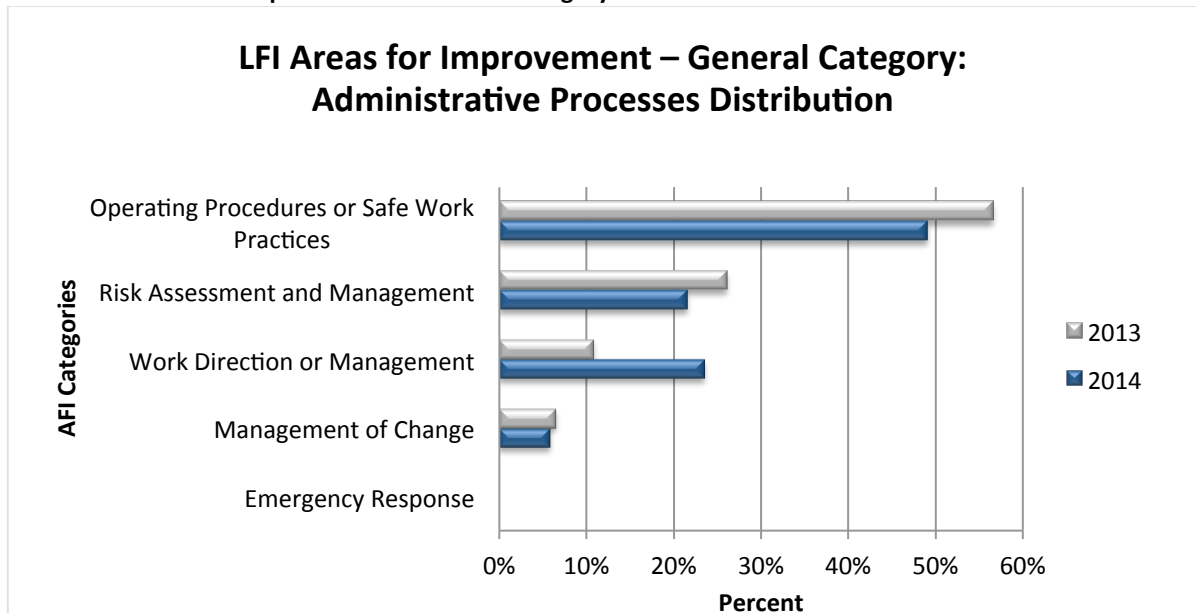 LFI Areas for Improvement – General Category:
Administrative Processes Distribution
Operating Procedures or Safe Work
Practices
Risk Assessment and Management
Work Direction or Management
Management of Change
Emergency Response
AFI Categories
0% 10% 20% 30% 40% 50% 60%
Percent
2013
2014